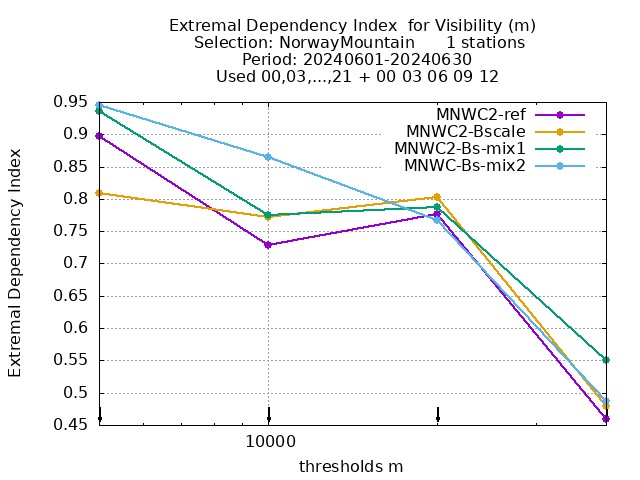 Extremal Dependency Index  for Visibility (m)
Selection: NorwayMountain      1 stations
Period: 20240601-20240630
Used 00,03,...,21 + 00 03 06 09 12
MNWC2-ref
MNWC2-Bscale
MNWC2-Bs-mix1
MNWC-Bs-mix2
Extremal Dependency Index
0.95
0.9
0.85
0.8
0.75
0.7
0.65
0.6
0.55
0.5
0.45
10000
thresholds m